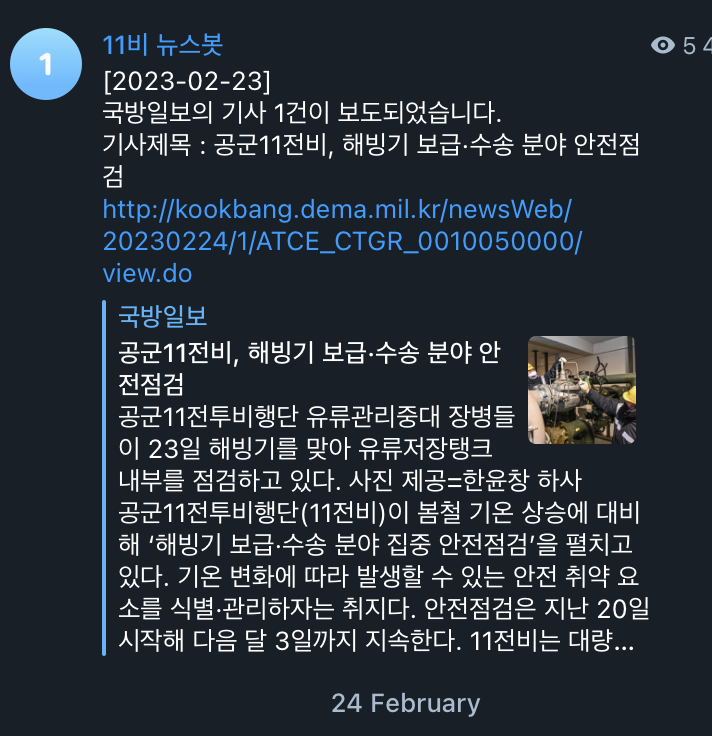 1
11비 뉴스봇
5 4
[2023-02-23]
국방일보의 기사 1건이 보도되었습니다.
기사제목 : 공군11전비, 해빙기 보급·수송 분야 안전점
검
http://kookbang.dema.mil.kr/newsWeb/
20230224/1/ATCE_CTGR_0010050000/
view.do
국방일보
공군11전비, 해빙기 보급·수송 분야 안
전점검
공군11전투비행단 유류관리중대 장병들
이 23일 해빙기를 맞아 유류저장탱크
내부를 점검하고 있다. 사진 제공=한윤창 하사
공군11전투비행단(11전비)이 봄철 기온 상승에 대비
해 ‘해빙기 보급·수송 분야 집중 안전점검’을 펼치고
있다. 기온 변화에 따라 발생할 수 있는 안전 취약 요
소를 식별·관리하자는 취지다. 안전점검은 지난 20일
시작해 다음 달 3일까지 지속한다. 11전비는 대량...
24 February